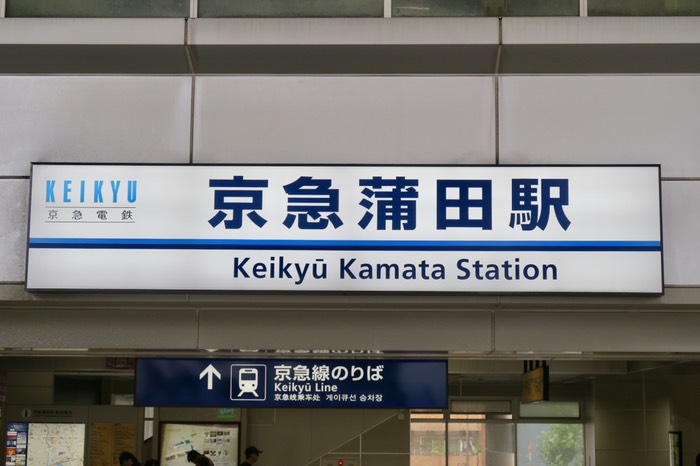 KEIKYU
京急電鉄
京急蒲田駅
Keikyū Kamata Station
京急線のりば
Keikyū Line
京急线乘车处 게이큐선 승차장